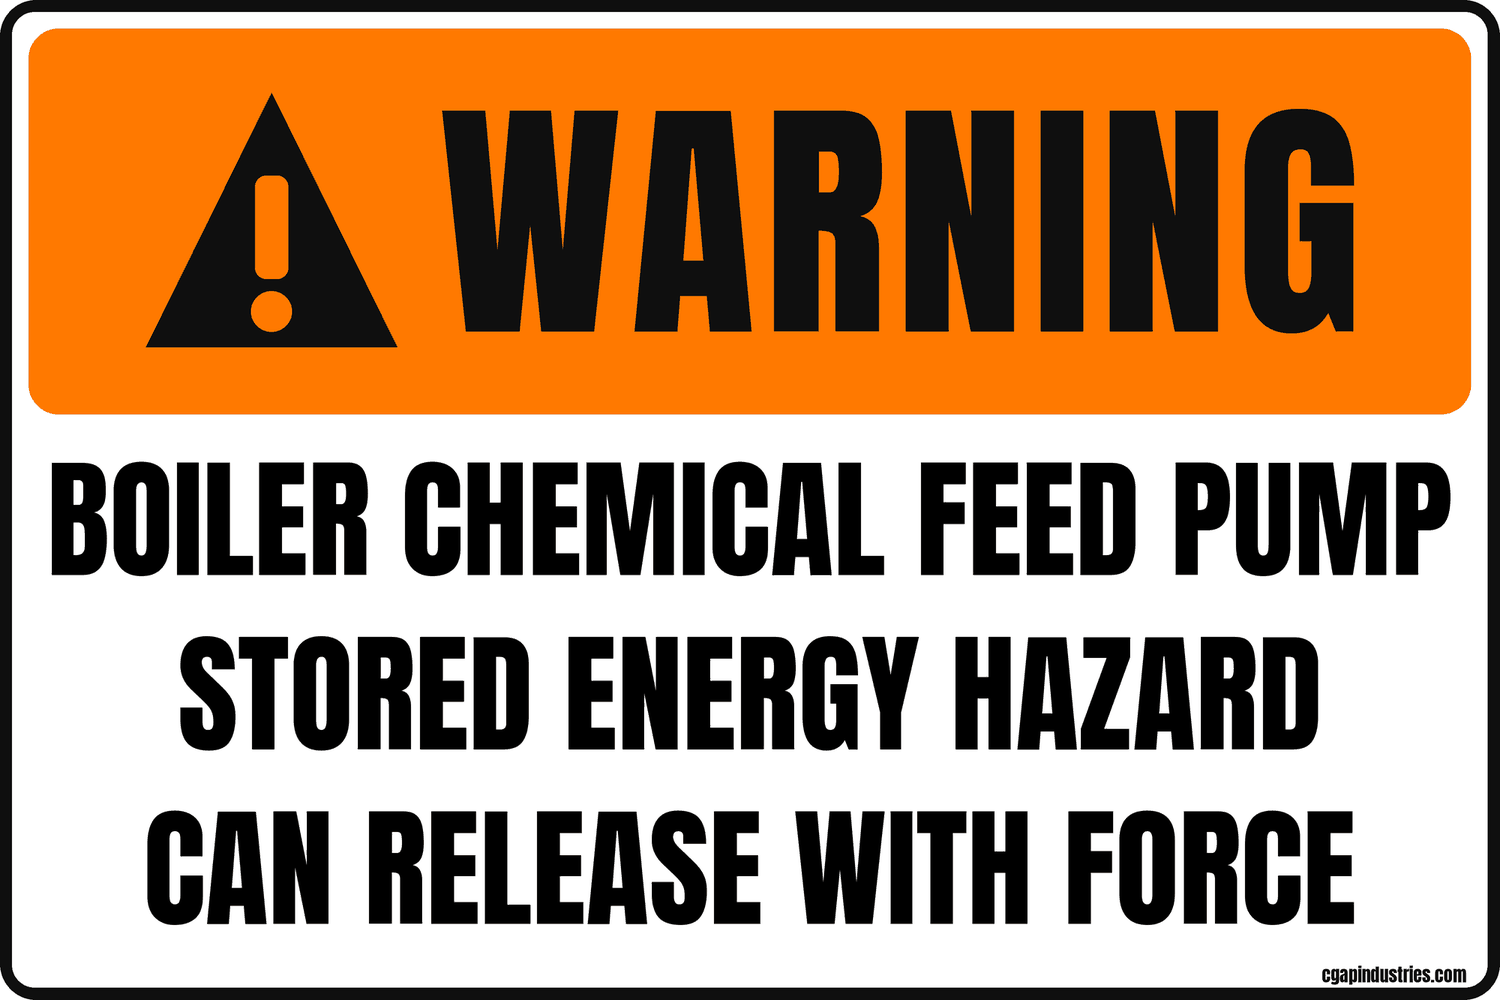 WARNING
BOILER CHEMICAL FEED PUMP
STORED ENERGY HAZARD
CAN RELEASE WITH FORCE
cgapindustries.com